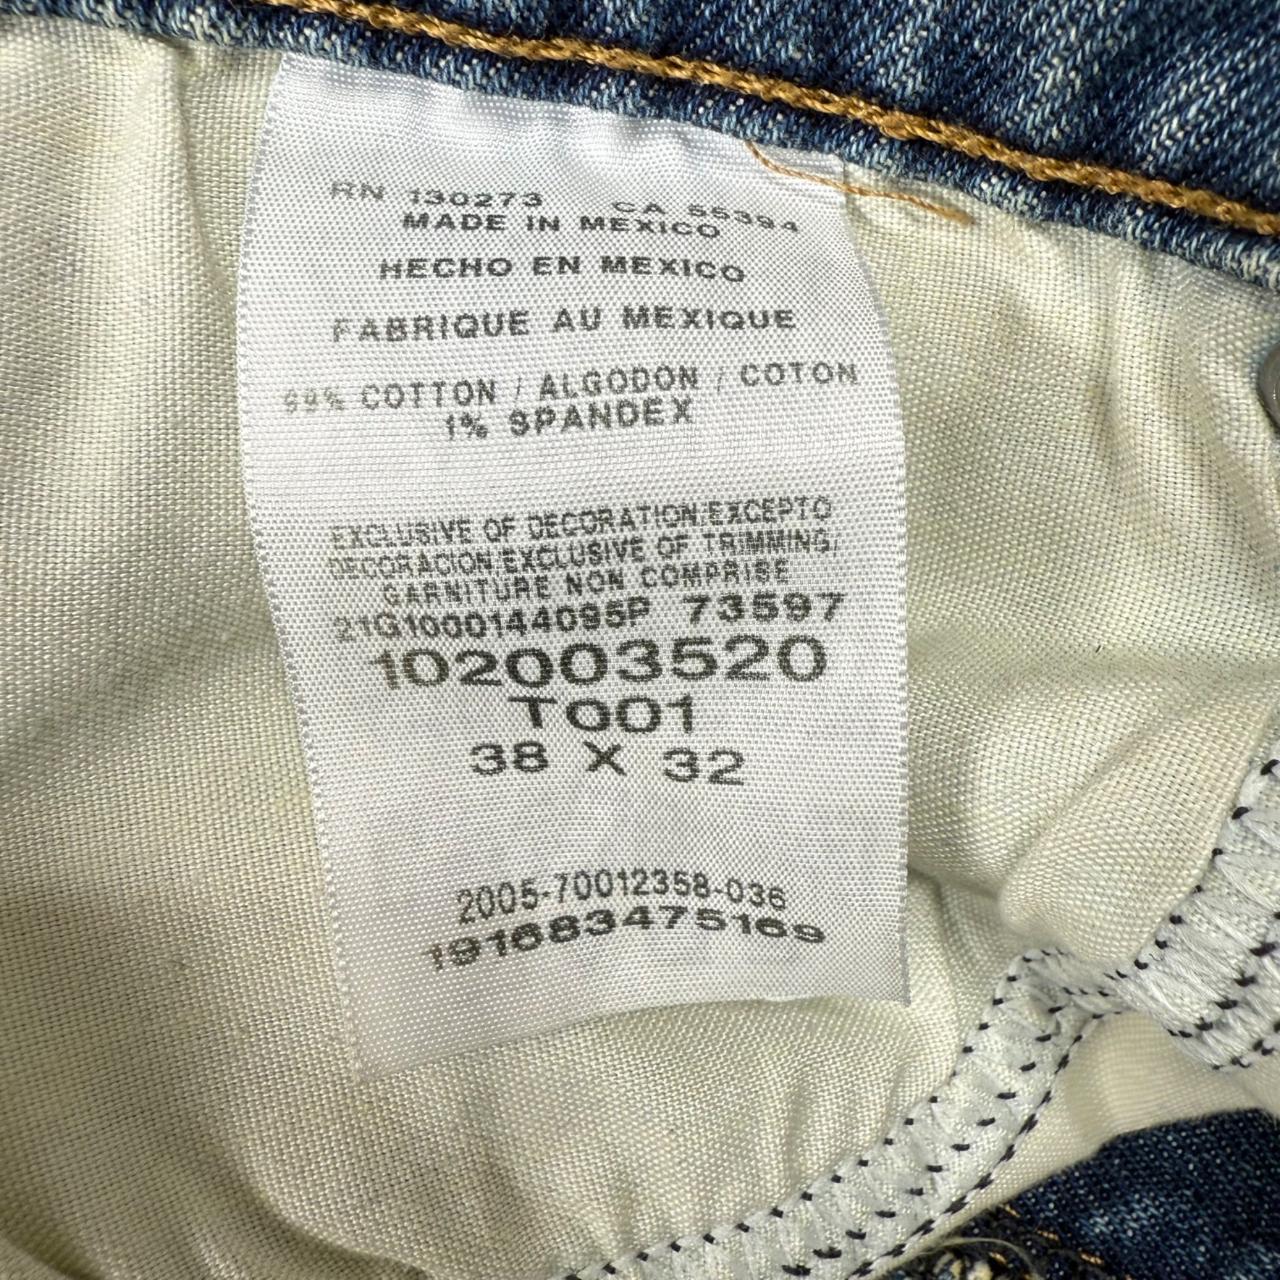 RN 130273 CA 55394
MADE IN MEXICO
HECHO EN MEXICO
FABRIQUE AU MEXIQUE
99% COTTON / ALGODON / COTON
1% SPANDEX
EXCLUSIVE OF DECORATION/EXCEPTO
DECORACION/EXCLUSIVE OF TRIMMING/
GARNITURE NON COMPRISE
21G1000144095P 73597
102003520
T001
38 X 32
2005-70012358-036
191683475169